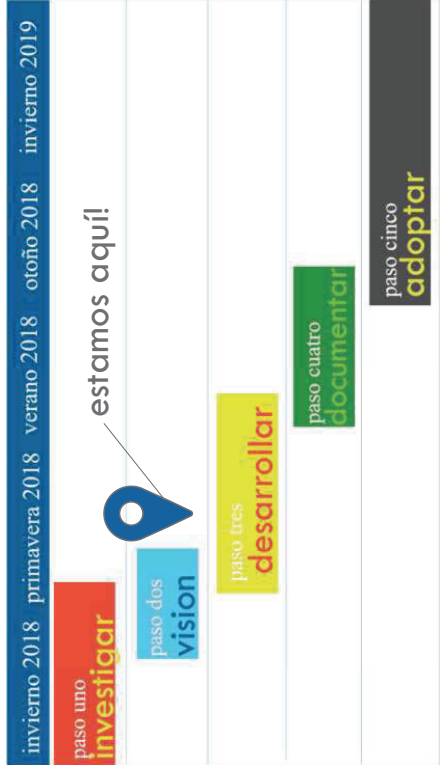 invierno 2018 primavera 2018 verano 2018 otoño 2018 invierno 2019
estamos aquí!
paso uno
investigar
paso dos
vision
paso tres
desarrollar
paso cuatro
documentar
paso cinco
adoptar